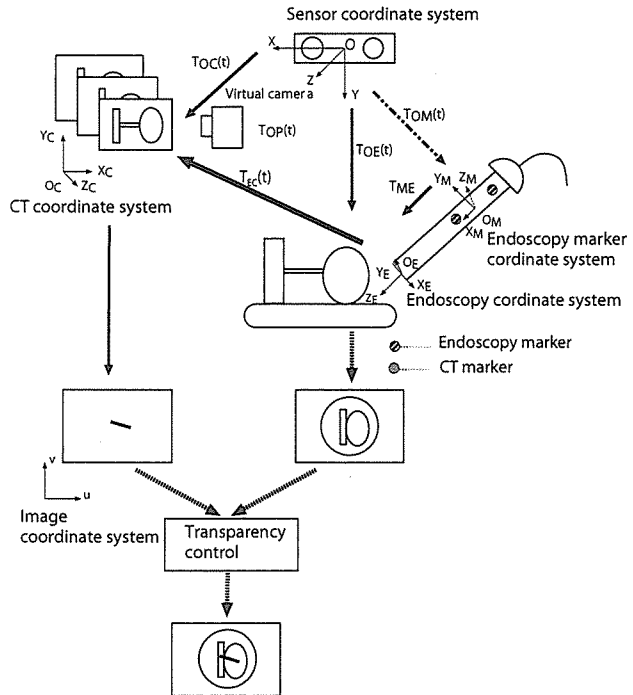 Sensor coordinate system
X
O
Z
Y
TOC(t)
Virtual camera
TOP(t)
TOE(t)
TOM(t)
YC
XC
OC
ZC
CT coordinate system
TEC(t)
TME
YM
ZM
OM
XM
Endoscopy marker
cordinate system
YE
OE
XE
ZE
Endoscopy cordinate system
Endoscopy marker
CT marker
v
u
Image
coordinate system
Transparency
control